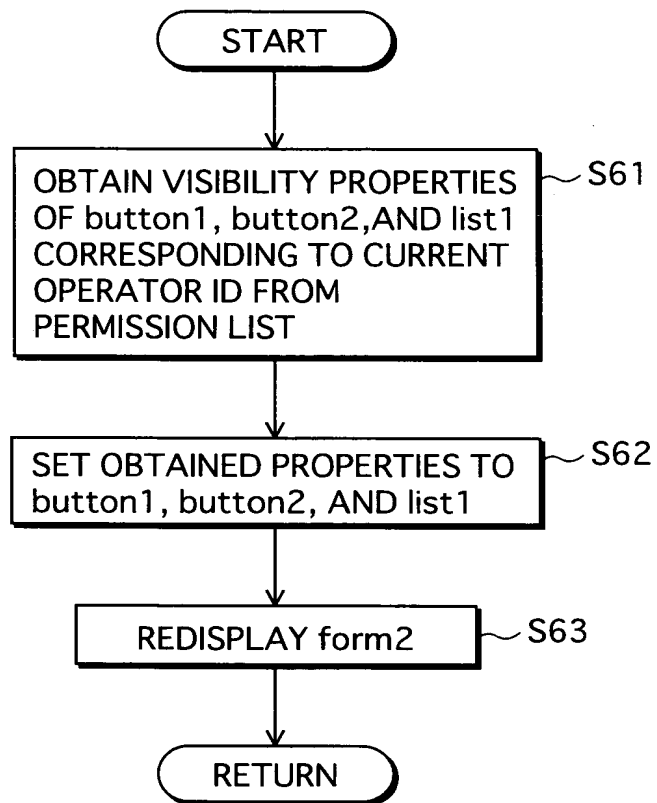 START
OBTAIN VISIBILITY PROPERTIES
OF button1, button2,AND list1
CORRESPONDING TO CURRENT
OPERATOR ID FROM
PERMISSION LIST
S61
SET OBTAINED PROPERTIES TO
button1, button2, AND list1
S62
REDISPLAY form2
S63
RETURN